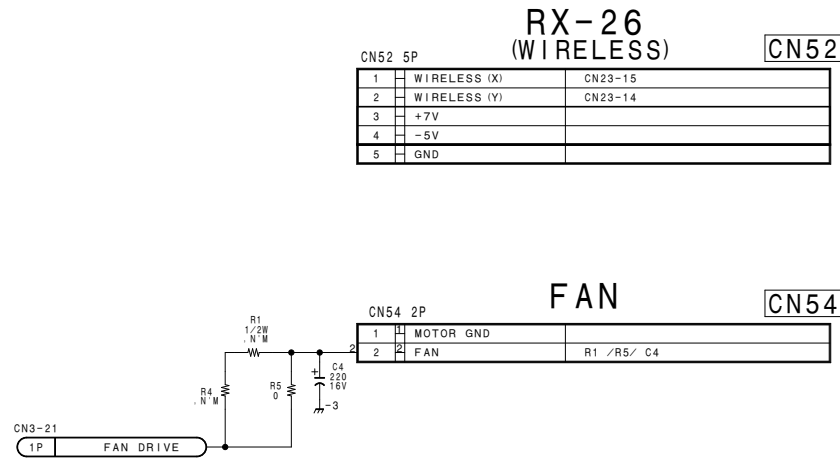 RX-26
(WIRELESS)
CN52
CN52 5P
1 WIRELESS (X) CN23-15
2 WIRELESS (Y) CN23-14
3 +7V
4 -5V
5 GND
FAN
CN54
CN54 2P
1 1 MOTOR GND
2 2 2 FAN R1 /R5/ C4
R1
1/2W
.N'M
R4
.N'M
R5
0
+
C4
220
16V
-3
CN3-21
1P FAN DRIVE